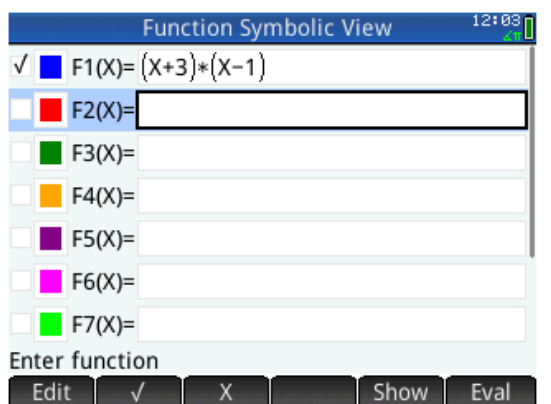 Function Symbolic View 12:03
∡π
√ F1(X)= (X+3)*(X−1)
F2(X)=
F3(X)=
F4(X)=
F5(X)=
F6(X)=
F7(X)=
Enter function
Edit √ X Show Eval